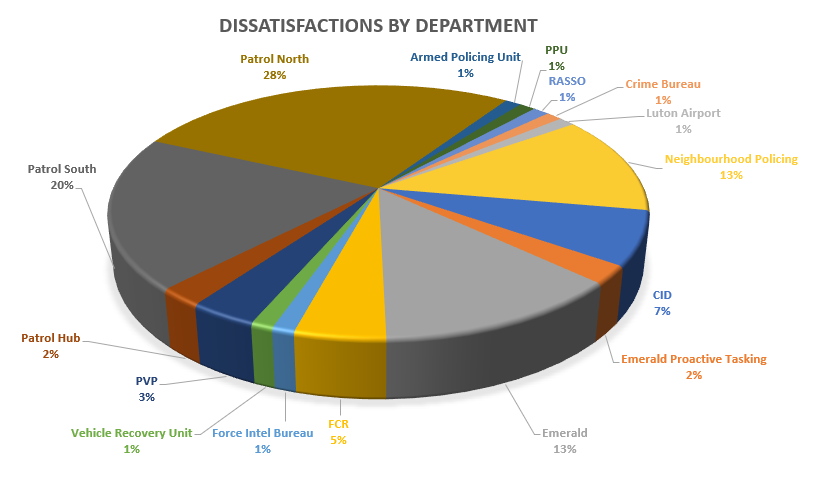 DISSATISFACTIONS BY DEPARTMENT
Patrol North
28%
Armed Policing Unit
1%
PPU
1%
RASSO
1%
Crime Bureau
1%
Luton Airport
1%
Neighbourhood Policing
13%
CID
7%
Emerald Proactive Tasking
2%
Emerald
13%
FCR
5%
Force Intel Bureau
1%
Vehicle Recovery Unit
1%
PVP
3%
Patrol Hub
2%
Patrol South
20%